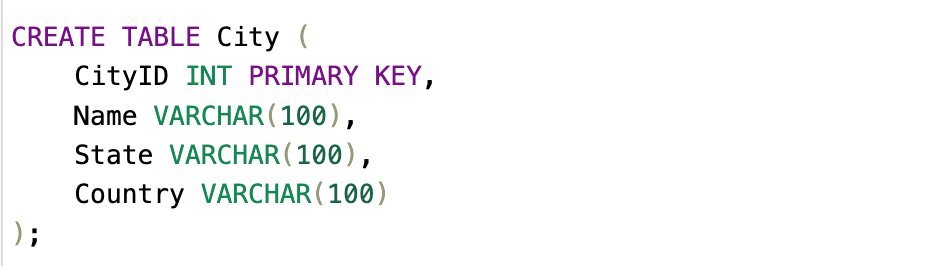 CREATE TABLE City (
    CityID INT PRIMARY KEY,
    Name VARCHAR(100),
    State VARCHAR(100),
    Country VARCHAR(100)
);